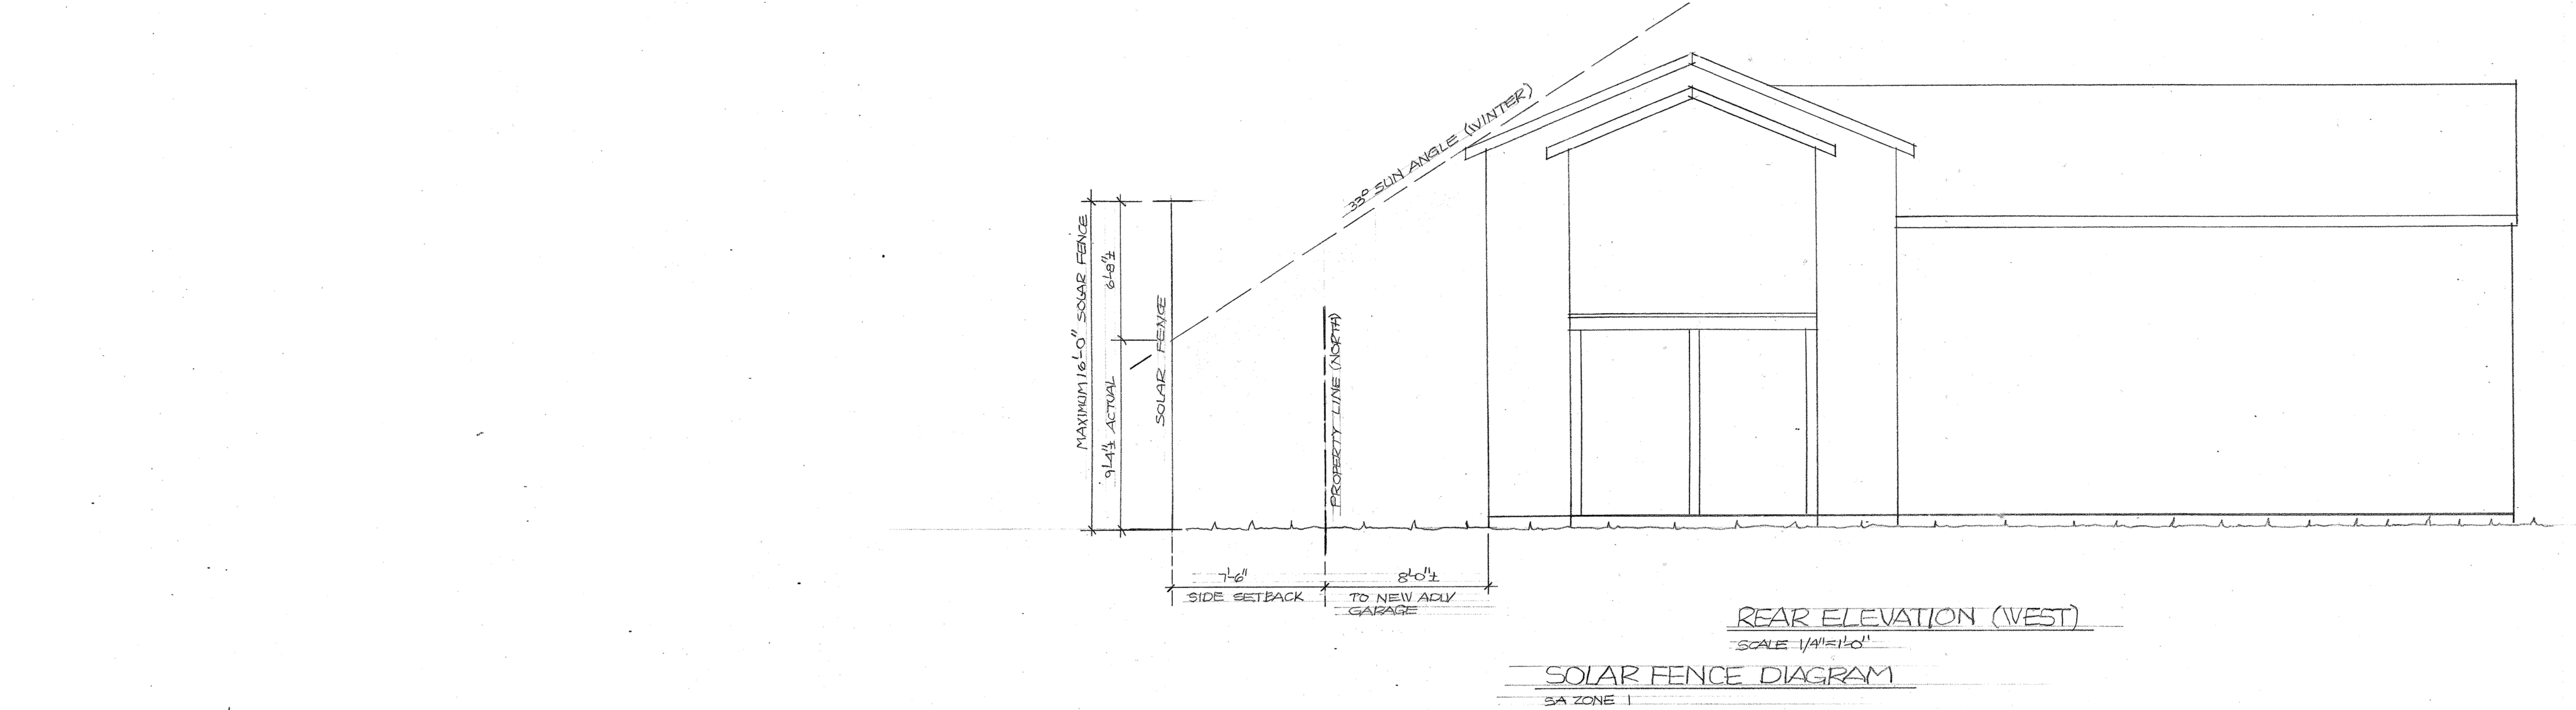 33° SUN ANGLE (WINTER)
MAXIMUM 16'-0" SOLAR FENCE
6'-8"±
9'-4"± ACTUAL
SOLAR FENCE
PROPERTY LINE (NORTH)
7'-6"
SIDE SETBACK
8'-0"±
TO NEW ADU/
GARAGE
REAR ELEVATION (WEST)
SCALE 1/4"=1'-0"
SOLAR FENCE DIAGRAM
SA ZONE 1